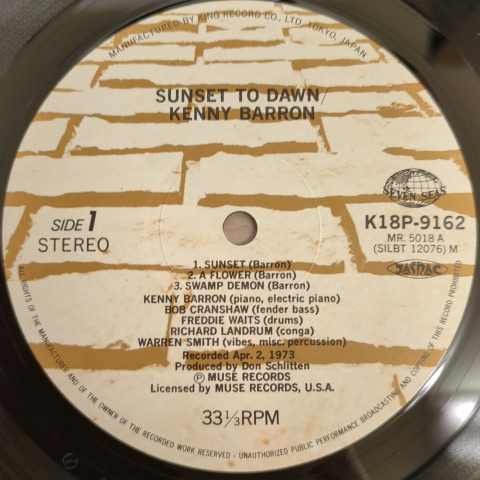 MANUFACTURED BY KING RECORD CO., LTD. TOKYO, JAPAN
SUNSET TO DAWN/
KENNY BARRON
SEVEN SEAS
SIDE 1
STEREO
K18P-9162
MR. 5018 A
(SILBT 12076) M
JASRAC
1. SUNSET (Barron)
2. A FLOWER (Barron)
3. SWAMP DEMON (Barron)
KENNY BARRON (piano, electric piano)
BOB CRANSHAW (fender bass)
FREDDIE WAITS (drums)
RICHARD LANDRUM (conga)
WARREN SMITH (vibes, misc. percussion)
Recorded Apr. 2, 1973
Produced by Don Schlitten
Ⓟ MUSE RECORDS
Licensed by MUSE RECORDS, U.S.A.
33 1/3 RPM
ALL RIGHTS OF THE MANUFACTURER AND OF THE OWNER OF THE RECORDED WORK RESERVED · UNAUTHORIZED PUBLIC PERFORMANCE BROADCASTING AND COPYING OF THIS RECORD PROHIBITED